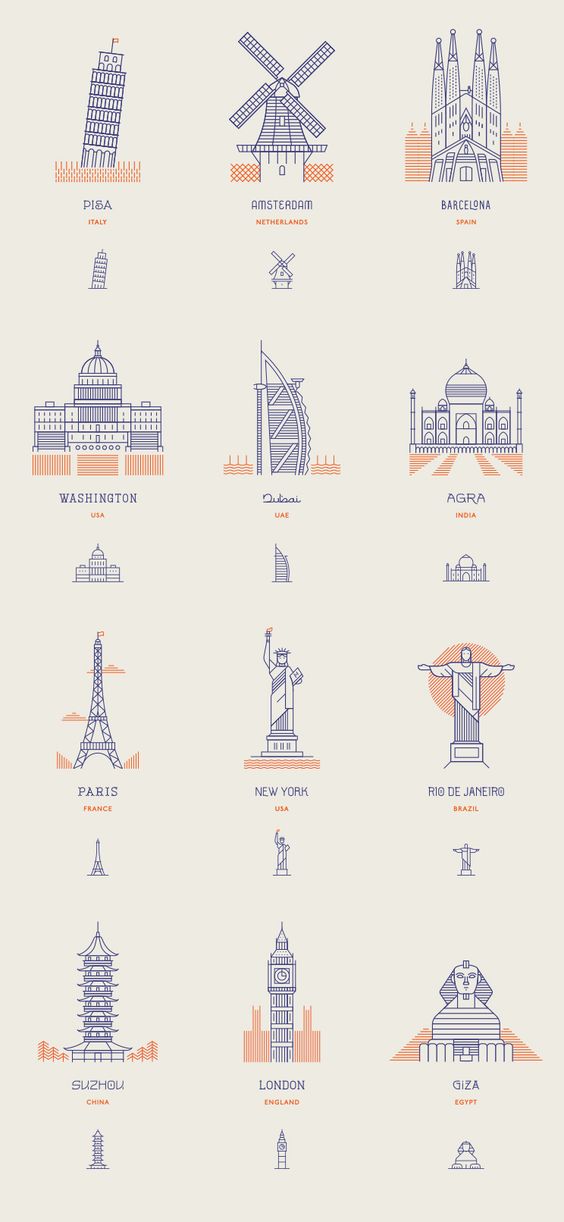 PISA
ITALY
AMSTERDAM
NETHERLANDS
BARCELONA
SPAIN
WASHINGTON
USA
Dubai
UAE
AGRA
INDIA
PARIS
FRANCE
NEW YORK
USA
RIO DE JANEIRO
BRAZIL
SUZHOU
CHINA
LONDON
ENGLAND
GIZA
EGYPT